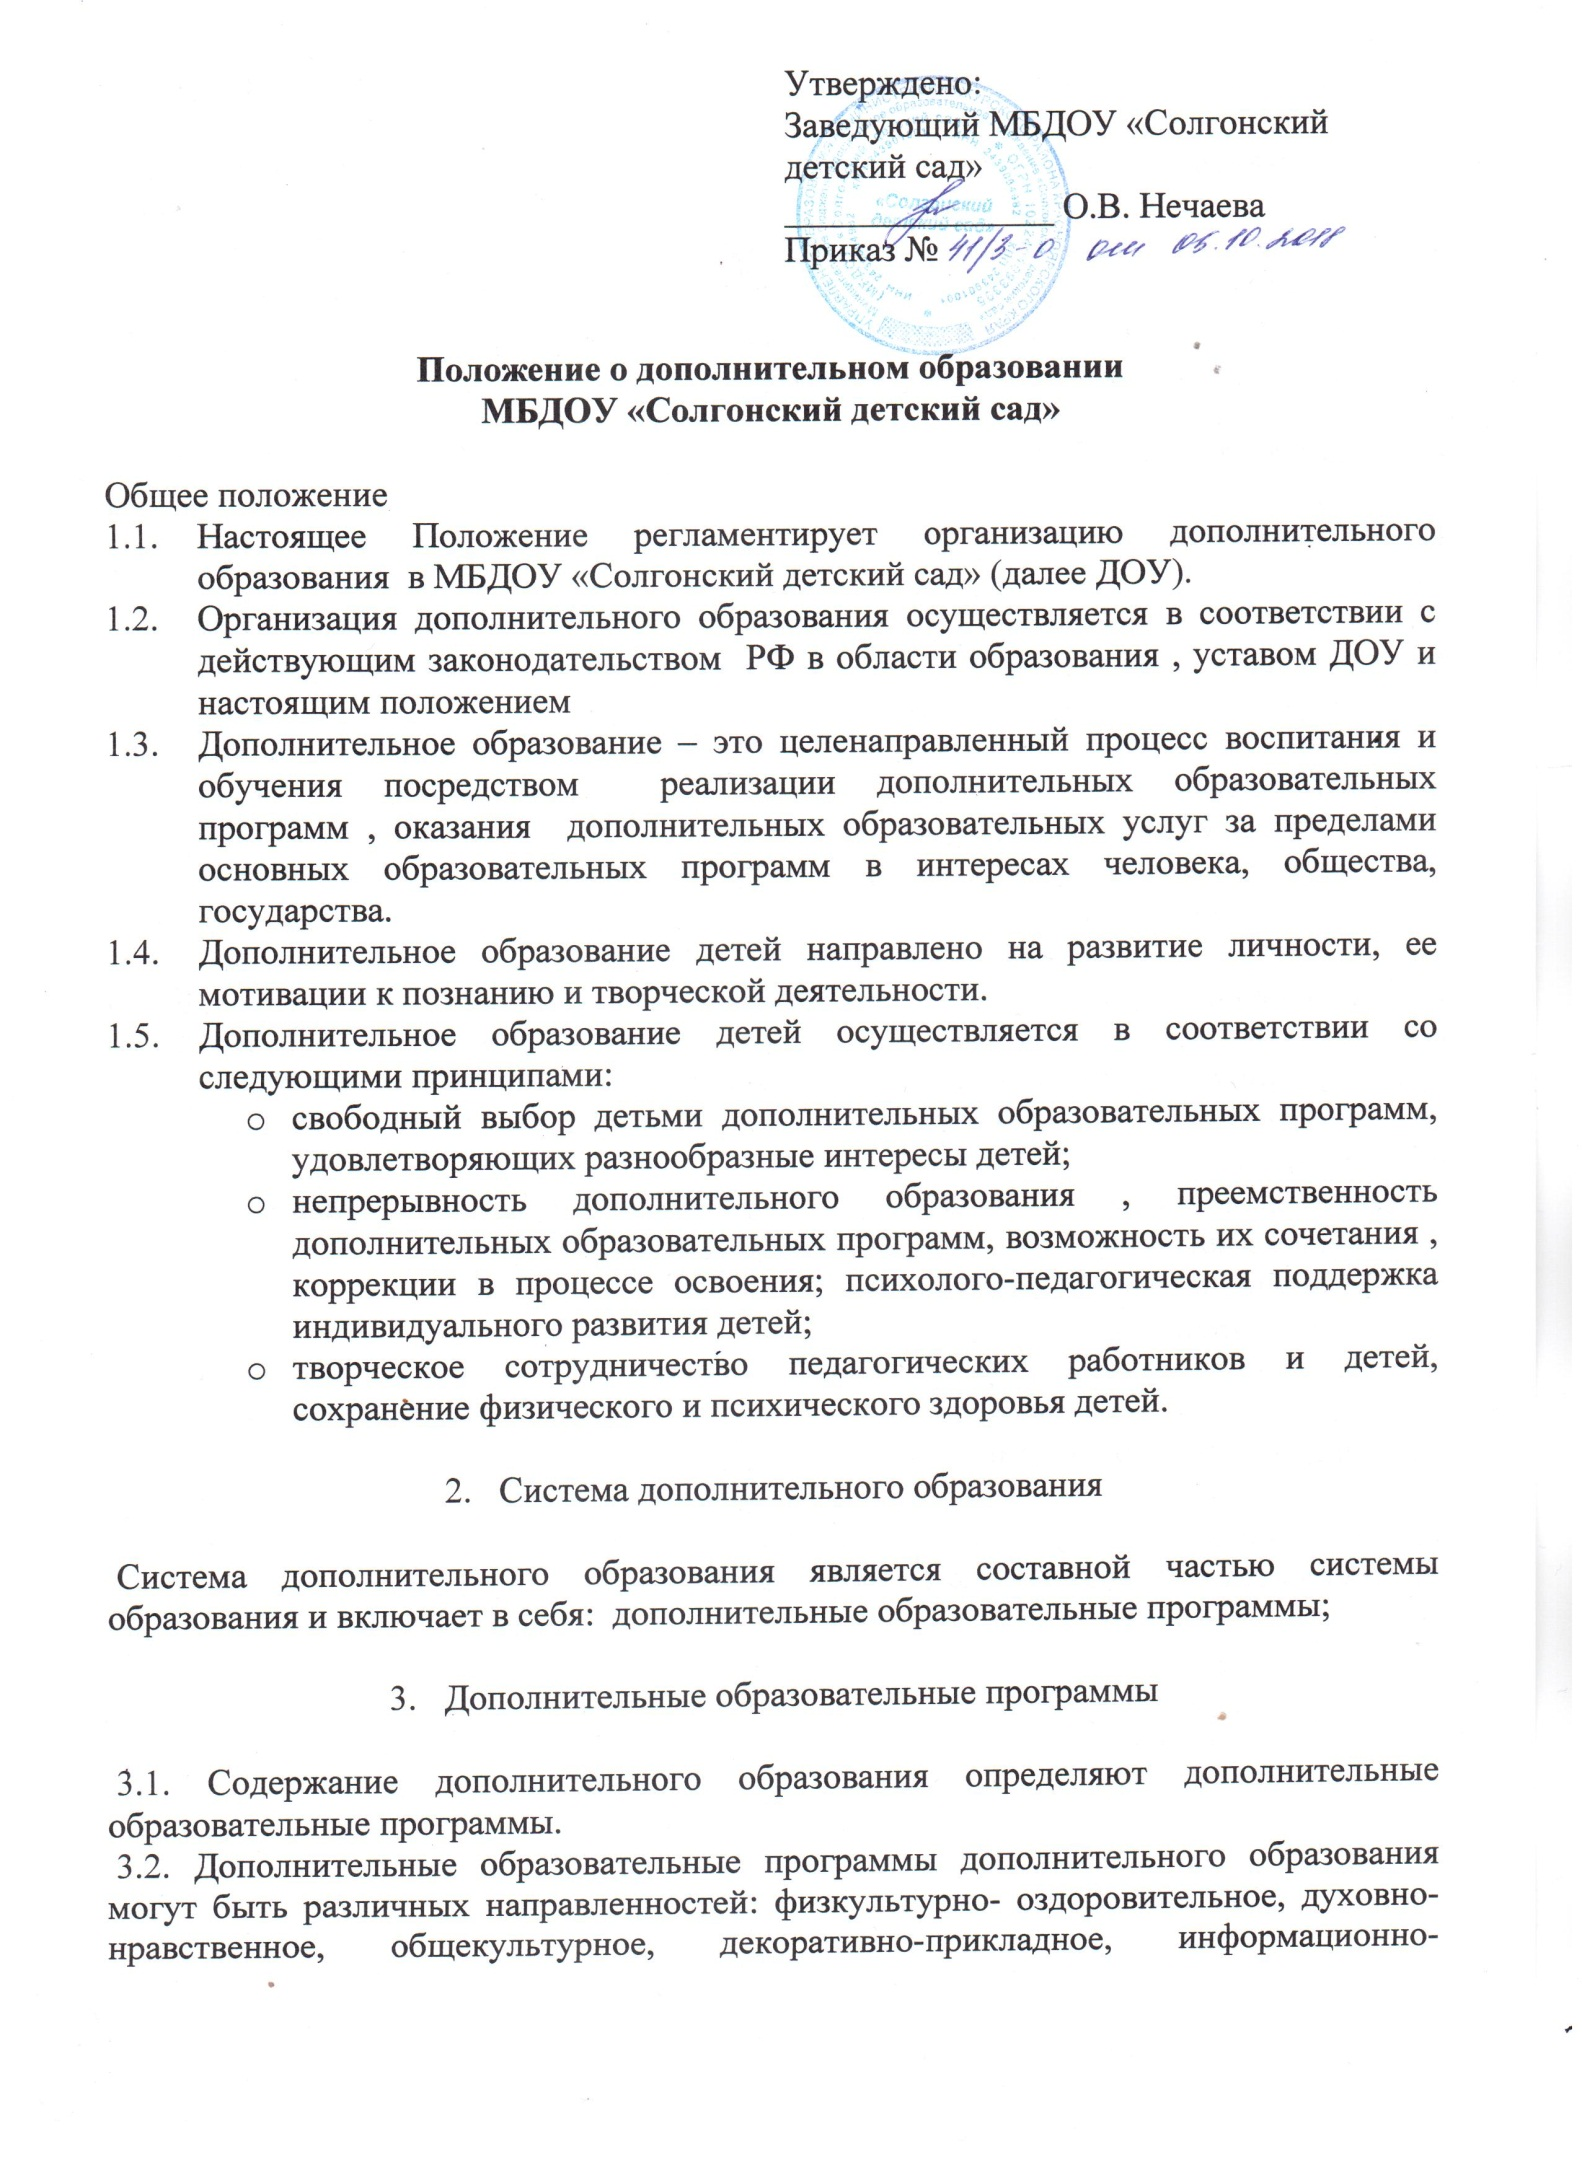 Утверждено:
Заведующий МБДОУ «Солгонский
детский сад»
«Солгонский
детский сад»
_______________ О.В. Нечаева
Приказ № 41/3-0 от 05.10.2018
Положение о дополнительном образовании
МБДОУ «Солгонский детский сад»
Общее положение
1.1. Настоящее Положение регламентирует организацию дополнительного
образования в МБДОУ «Солгонский детский сад» (далее ДОУ).
1.2. Организация дополнительного образования осуществляется в соответствии с
действующим законодательством РФ в области образования , уставом ДОУ и
настоящим положением
1.3. Дополнительное образование – это целенаправленный процесс воспитания и
обучения посредством реализации дополнительных образовательных
программ , оказания дополнительных образовательных услуг за пределами
основных образовательных программ в интересах человека, общества,
государства.
1.4. Дополнительное образование детей направлено на развитие личности, ее
мотивации к познанию и творческой деятельности.
1.5. Дополнительное образование детей осуществляется в соответствии со
следующими принципами:
o свободный выбор детьми дополнительных образовательных программ,
удовлетворяющих разнообразные интересы детей;
o непрерывность дополнительного образования , преемственность
дополнительных образовательных программ, возможность их сочетания ,
коррекции в процессе освоения; психолого-педагогическая поддержка
индивидуального развития детей;
o творческое сотрудничество педагогических работников и детей,
сохранение физического и психического здоровья детей.
2. Система дополнительного образования
Система дополнительного образования является составной частью системы
образования и включает в себя: дополнительные образовательные программы;
3. Дополнительные образовательные программы
3.1. Содержание дополнительного образования определяют дополнительные
образовательные программы.
3.2. Дополнительные образовательные программы дополнительного образования
могут быть различных направленностей: физкультурно- оздоровительное, духовно-
нравственное, общекультурное, декоративно-прикладное, информационно-